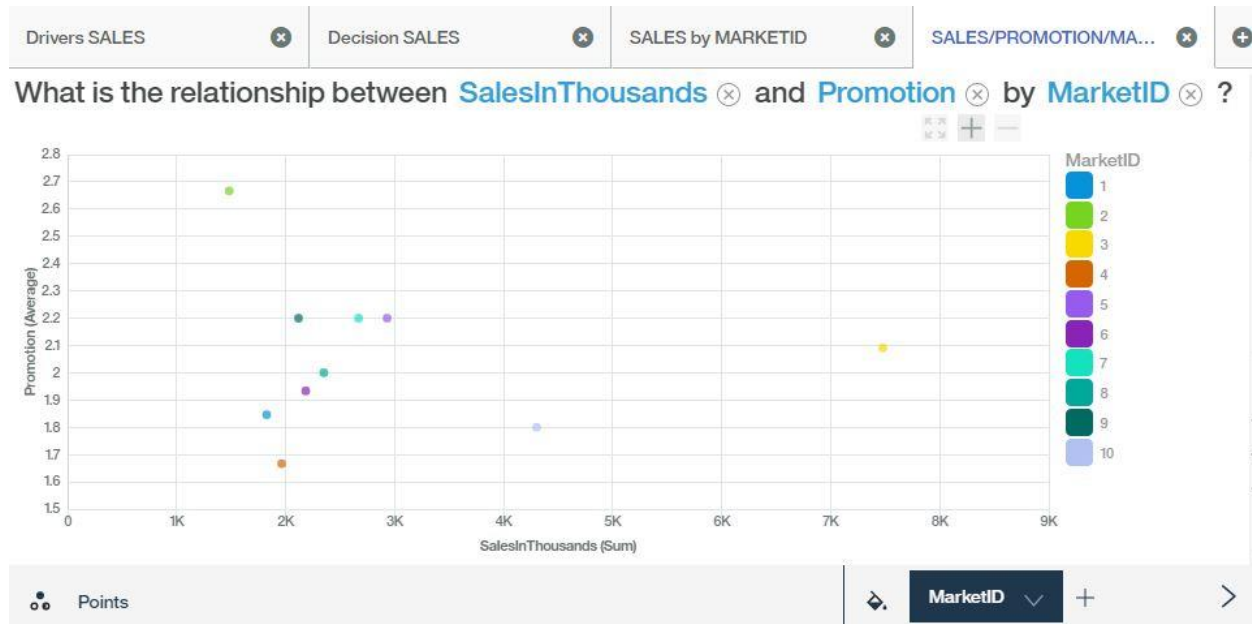 Drivers SALES
Decision SALES
SALES by MARKETID
SALES/PROMOTION/MA...
What is the relationship between SalesInThousands and Promotion by MarketID ?
2.8
2.7
2.6
2.5
2.4
2.3
2.2
2.1
2
1.9
1.8
1.7
1.6
1.5
Promotion (Average)
0 1K 2K 3K 4K 5K 6K 7K 8K 9K
SalesInThousands (Sum)
MarketID
1
2
3
4
5
6
7
8
9
10
Points
MarketID